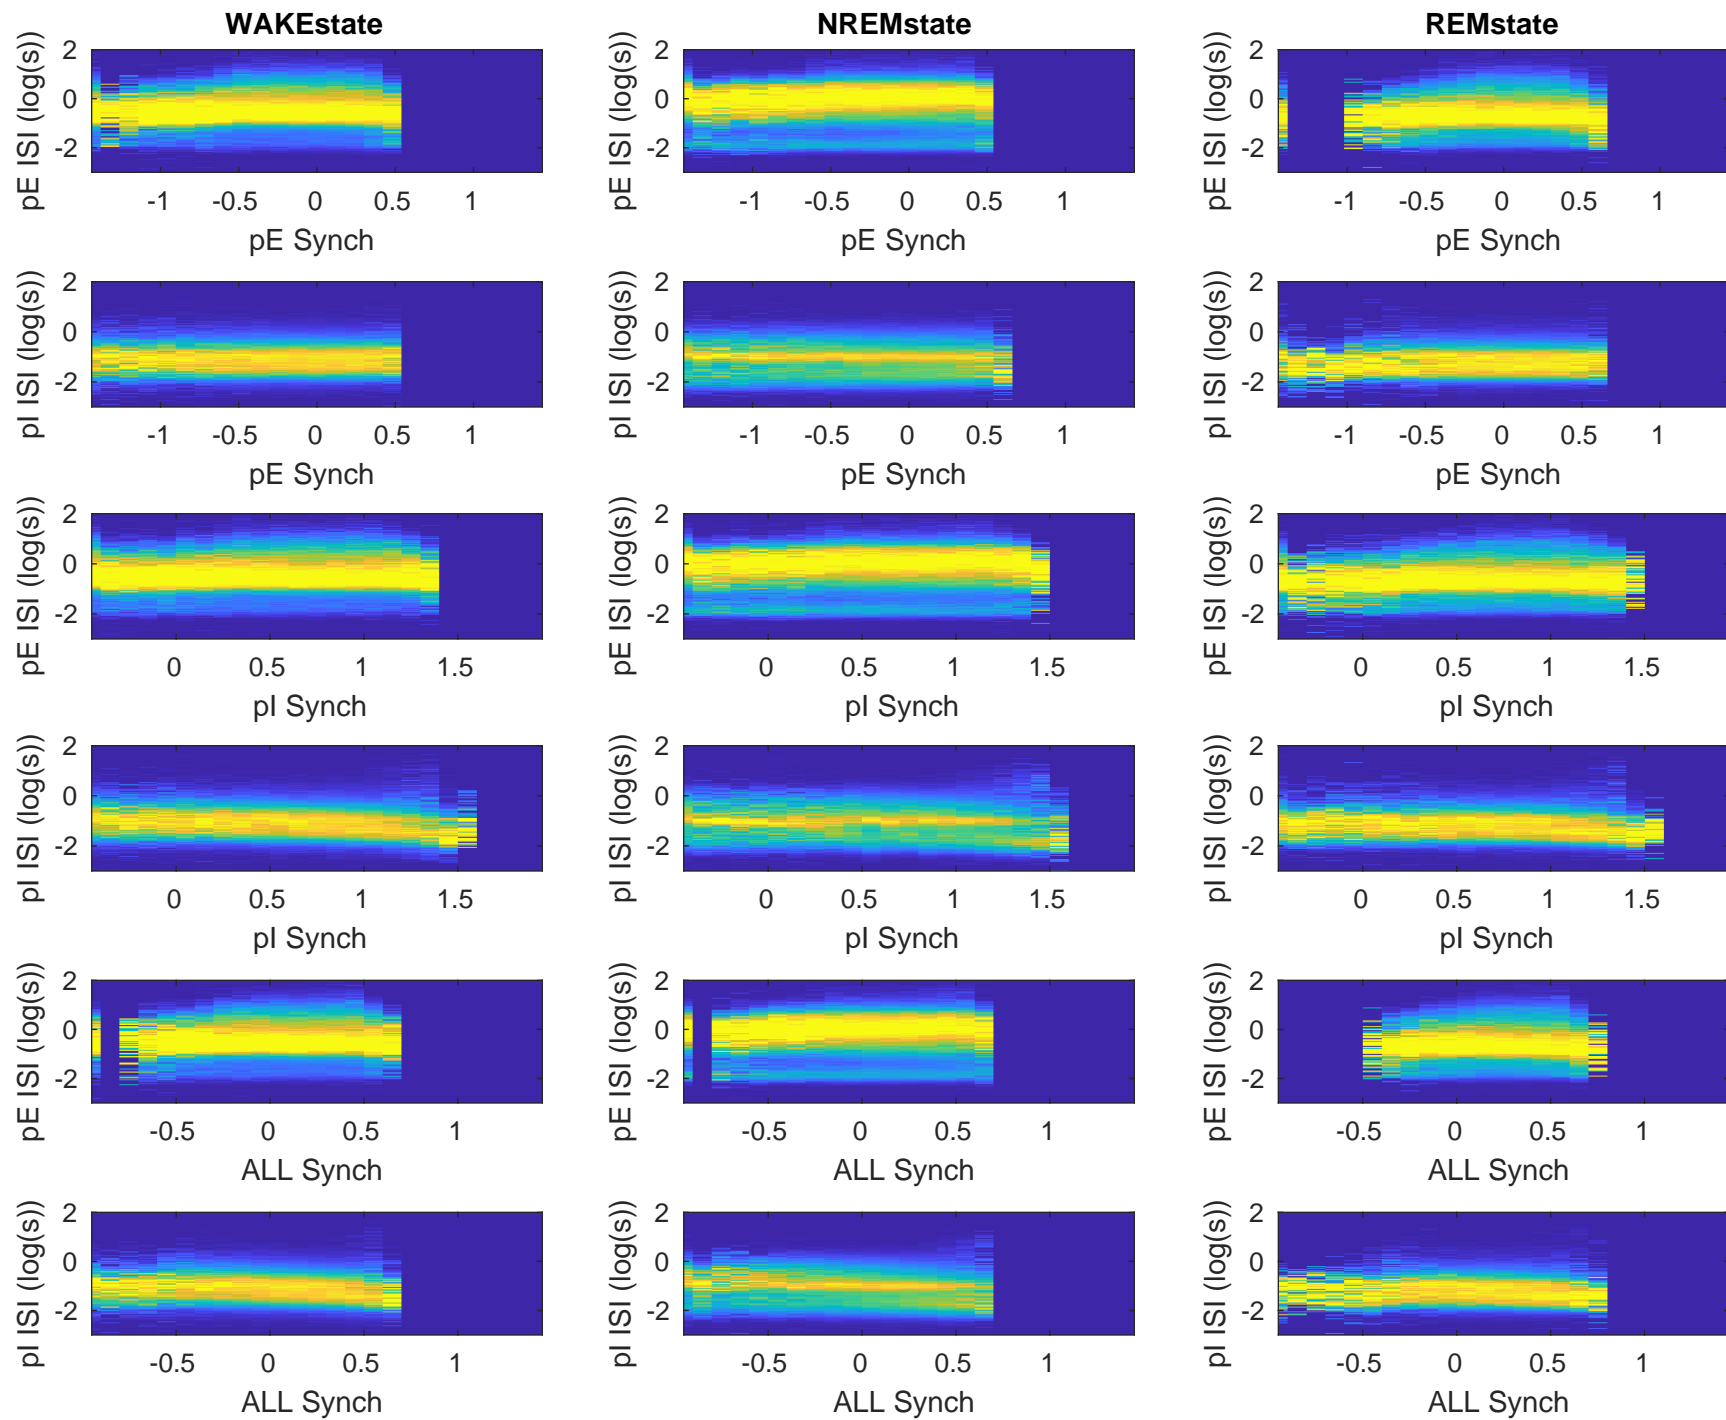 WAKEstate NREMstate REMstate
pE ISI (log(s)) 2 0 -2 pE ISI (log(s)) 2 0 -2 pE ISI (log(s)) 2 0 -2
-1 -0.5 0 0.5 1 -1 -0.5 0 0.5 1 -1 -0.5 0 0.5 1
pE Synch pE Synch pE Synch
pI ISI (log(s)) 2 0 -2 pI ISI (log(s)) 2 0 -2 pI ISI (log(s)) 2 0 -2
-1 -0.5 0 0.5 1 -1 -0.5 0 0.5 1 -1 -0.5 0 0.5 1
pE Synch pE Synch pE Synch
pE ISI (log(s)) 2 0 -2 pE ISI (log(s)) 2 0 -2 pE ISI (log(s)) 2 0 -2
0 0.5 1 1.5 0 0.5 1 1.5 0 0.5 1 1.5
pI Synch pI Synch pI Synch
pI ISI (log(s)) 2 0 -2 pI ISI (log(s)) 2 0 -2 pI ISI (log(s)) 2 0 -2
0 0.5 1 1.5 0 0.5 1 1.5 0 0.5 1 1.5
pI Synch pI Synch pI Synch
pE ISI (log(s)) 2 0 -2 pE ISI (log(s)) 2 0 -2 pE ISI (log(s)) 2 0 -2
-0.5 0 0.5 1 -0.5 0 0.5 1 -0.5 0 0.5 1
ALL Synch ALL Synch ALL Synch
pI ISI (log(s)) 2 0 -2 pI ISI (log(s)) 2 0 -2 pI ISI (log(s)) 2 0 -2
-0.5 0 0.5 1 -0.5 0 0.5 1 -0.5 0 0.5 1
ALL Synch ALL Synch ALL Synch